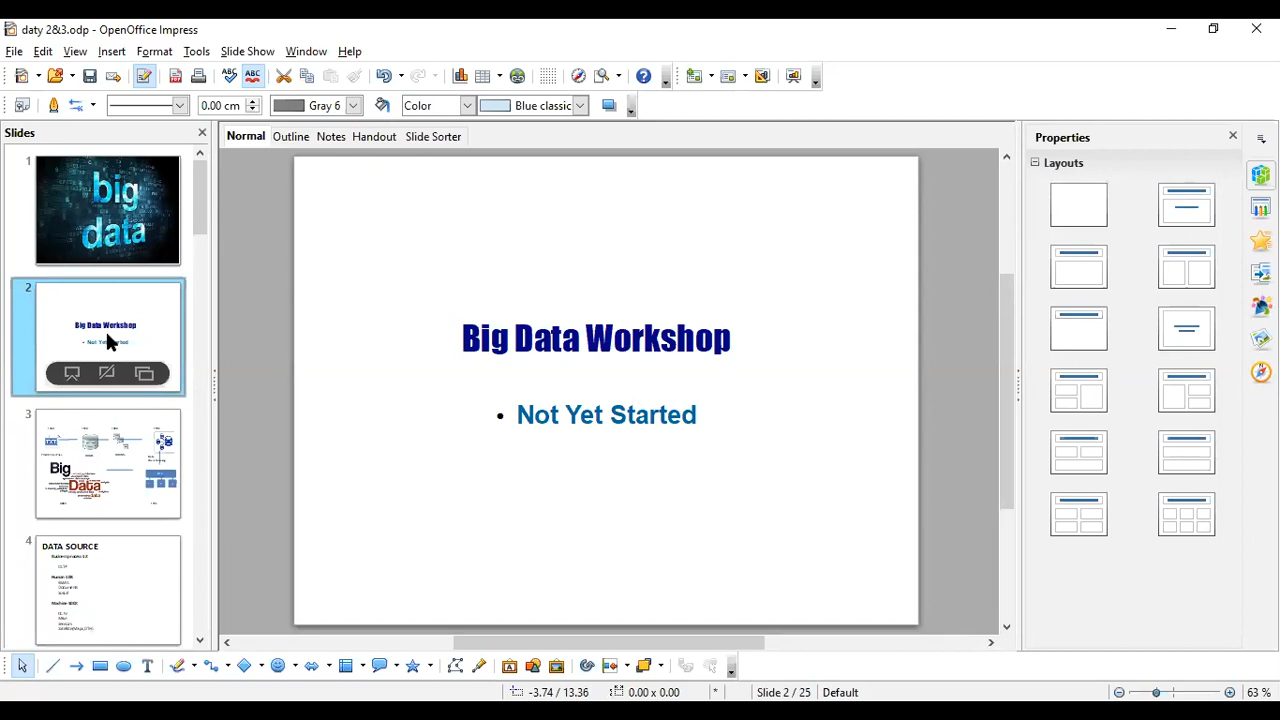 daty 2&3.odp - OpenOffice Impress
File Edit View Insert Format Tools Slide Show Window Help
ABC ABC
0.00 cm Gray 6 Color Blue classic
Slides
Normal Outline Notes Handout Slide Sorter
Properties
Layouts
1
big
data
2
Big Data Workshop
Big Data Workshop
• Not Yet Started
3
Big
Data
4
DATA SOURCE
-3.74 / 13.36 0.00 x 0.00 * Slide 2 / 25 Default 63 %